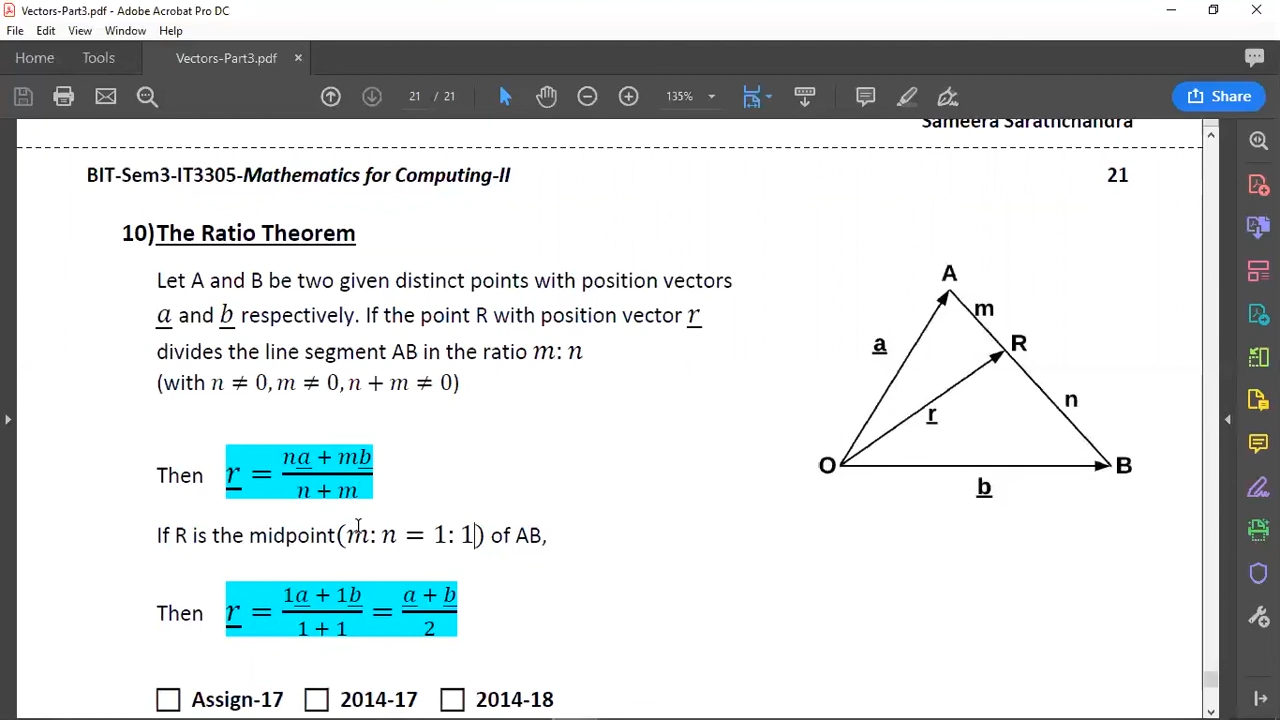 Vectors-Part3.pdf - Adobe Acrobat Pro DC
File Edit View Window Help
Home Tools Vectors-Part3.pdf ×
21 / 21 135% Share
Sameera Sarathchandra
BIT-Sem3-IT3305-Mathematics for Computing-II 21
10) The Ratio Theorem
Let A and B be two given distinct points with position vectors
a and b respectively. If the point R with position vector r
divides the line segment AB in the ratio m: n
(with n ≠ 0, m ≠ 0, n + m ≠ 0)
Then r = (na + mb) / (n + m)
If R is the midpoint(m: n = 1: 1) of AB,
Then r = (1a + 1b) / (1 + 1) = (a + b) / 2
Assign-17 2014-17 2014-18
A
m
R
a
n
r
O
B
b